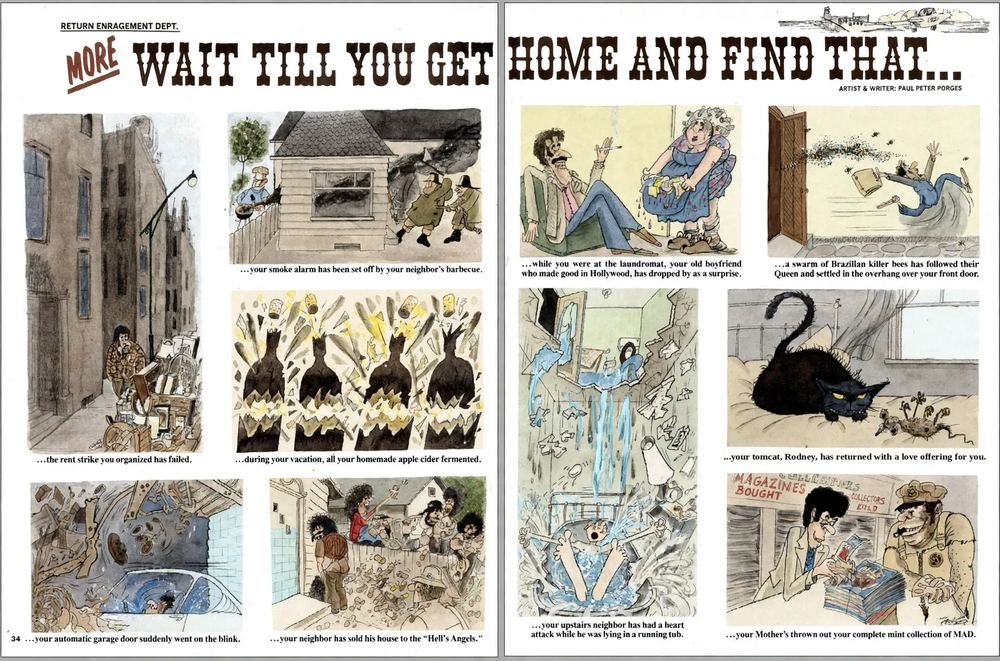 RETURN ENRAGEMENT DEPT.
MORE WAIT TILL YOU GET HOME AND FIND THAT...
ARTIST & WRITER: PAUL PETER PORGES
...the rent strike you organized has failed.
...your smoke alarm has been set off by your neighbor's barbecue.
...during your vacation, all your homemade apple cider fermented.
34 ...your automatic garage door suddenly went on the blink.
...your neighbor has sold his house to the “Hell's Angels.”
...while you were at the laundromat, your old boyfriend
who made good in Hollywood, has dropped by as a surprise.
...a swarm of Brazilian killer bees has followed their
Queen and settled in the overhang over your front door.
...your upstairs neighbor has had a heart
attack while he was lying in a running tub.
...your tomcat, Rodney, has returned with a love offering for you.
MAGAZINES
BOUGHT
COLLECTORS
...your Mother's thrown out your complete mint collection of MAD.